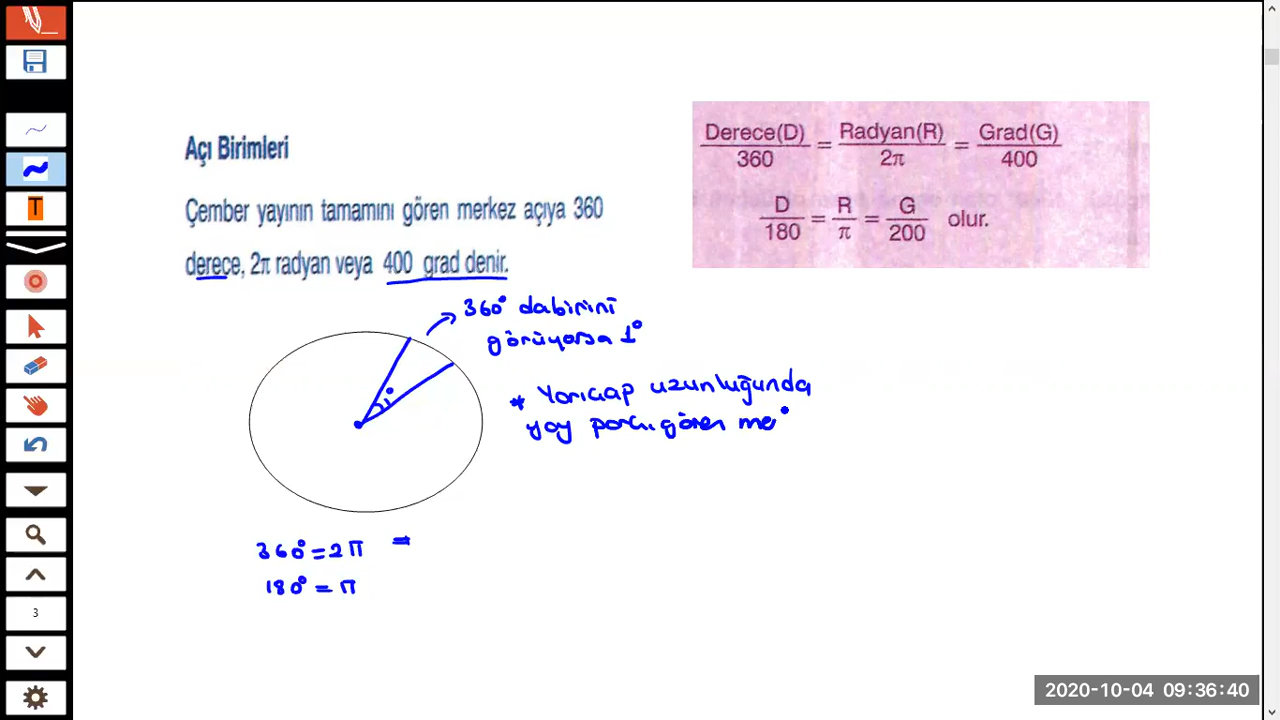 Açı Birimleri
Çember yayının tamamını gören merkez açıya 360
derece, 2π radyan veya 400 grad denir.
Derece(D)/360 = Radyan(R)/2π = Grad(G)/400
D/180 = R/π = G/200 olur.
360° dabirini
görüyorsa 1°
* Yarıçap uzunluğunda
yay gören me
1°
360° = 2π =
180° = π
T
3
2020-10-04 09:36:40